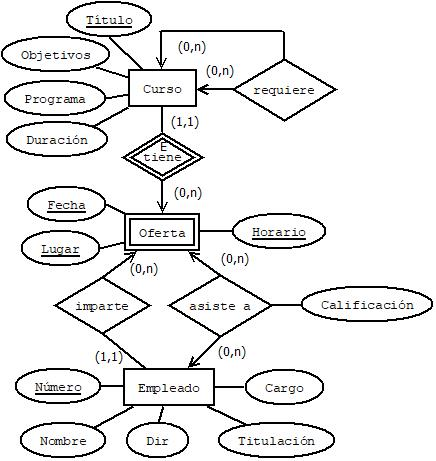 Título
(0,n)
Objetivos
(0,n)
Curso
requiere
Programa
(1,1)
Duración
E
tiene
(0,n)
Fecha
Oferta
Horario
Lugar
(0,n)
(0,n)
imparte
asiste a
Calificación
(1,1)
(0,n)
Número
Empleado
Cargo
Nombre
Dir
Titulación